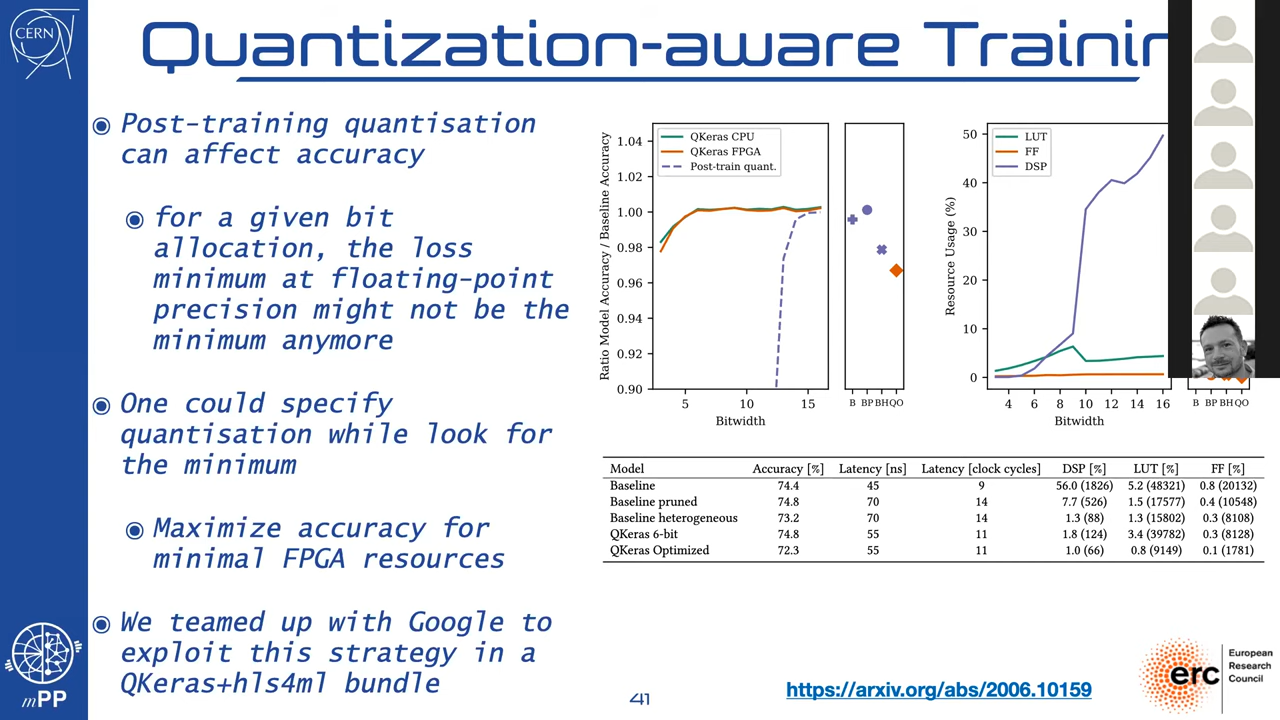 CERN
Quantization-aware Trainin
Post-training quantisation
can affect accuracy
for a given bit
allocation, the loss
minimum at floating-point
precision might not be the
minimum anymore
One could specify
quantisation while look for
the minimum
Maximize accuracy for
minimal FPGA resources
We teamed up with Google to
exploit this strategy in a
QKeras+hls4ml bundle
Ratio Model Accuracy / Baseline Accuracy
1.04
1.02
1.00
0.98
0.96
0.94
0.92
0.90
QKeras CPU
QKeras FPGA
Post-train quant.
5 10 15
Bitwidth
B BP BH QO
Resource Usage (%)
50
40
30
20
10
0
LUT
FF
DSP
4 6 8 10 12 14 16
Bitwidth
B BP BH QO
Model Accuracy [%] Latency [ns] Latency [clock cycles] DSP [%] LUT [%] FF [%]
Baseline 74.4 45 9 56.0 (1826) 5.2 (48321) 0.8 (20132)
Baseline pruned 74.8 70 14 7.7 (526) 1.5 (17577) 0.4 (10548)
Baseline heterogeneous 73.2 70 14 1.3 (88) 1.3 (15802) 0.3 (8108)
QKeras 6-bit 74.8 55 11 1.8 (124) 3.4 (39782) 0.3 (8128)
QKeras Optimized 72.3 55 11 1.0 (66) 0.8 (9149) 0.1 (1781)
mPP
41
https://arxiv.org/abs/2006.10159
erc
European
Research
Council